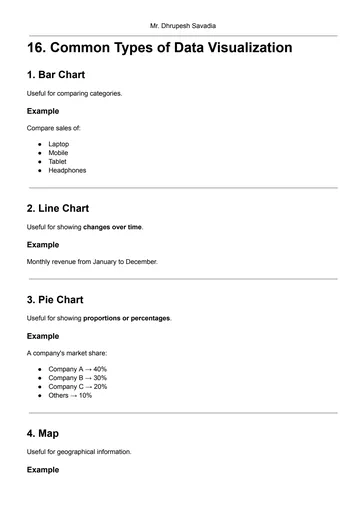 Mr. Dhrupesh Savadia
16. Common Types of Data Visualization
1. Bar Chart
Useful for comparing categories.
Example
Compare sales of:
● Laptop
● Mobile
● Tablet
● Headphones
2. Line Chart
Useful for showing changes over time.
Example
Monthly revenue from January to December.
3. Pie Chart
Useful for showing proportions or percentages.
Example
A company's market share:
● Company A → 40%
● Company B → 30%
● Company C → 20%
● Others → 10%
4. Map
Useful for geographical information.
Example